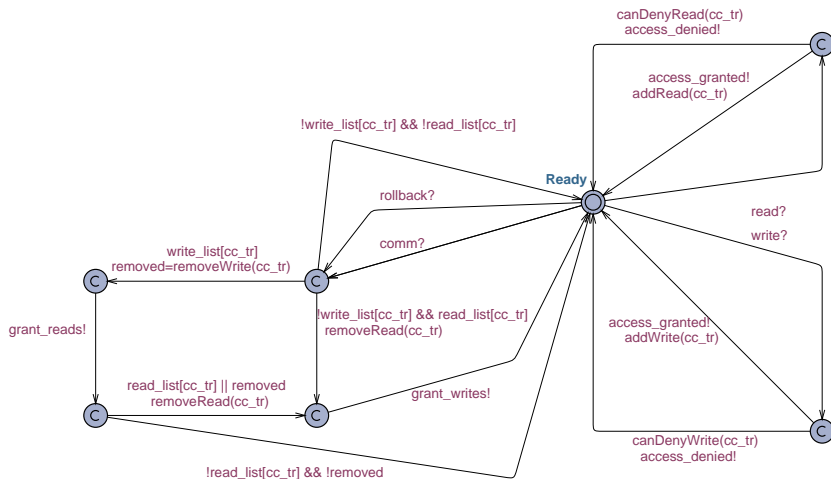 canDenyRead(cc_tr)
access_denied!
C
access_granted!
addRead(cc_tr)
!write_list[cc_tr] && !read_list[cc_tr]
Ready
rollback?
read?
comm?
write?
write_list[cc_tr]
removed=removeWrite(cc_tr)
C
C
!write_list[cc_tr] && read_list[cc_tr]
removeRead(cc_tr)
access_granted!
addWrite(cc_tr)
grant_reads!
read_list[cc_tr] || removed
removeRead(cc_tr)
grant_writes!
C
C
C
canDenyWrite(cc_tr)
access_denied!
!read_list[cc_tr] && !removed